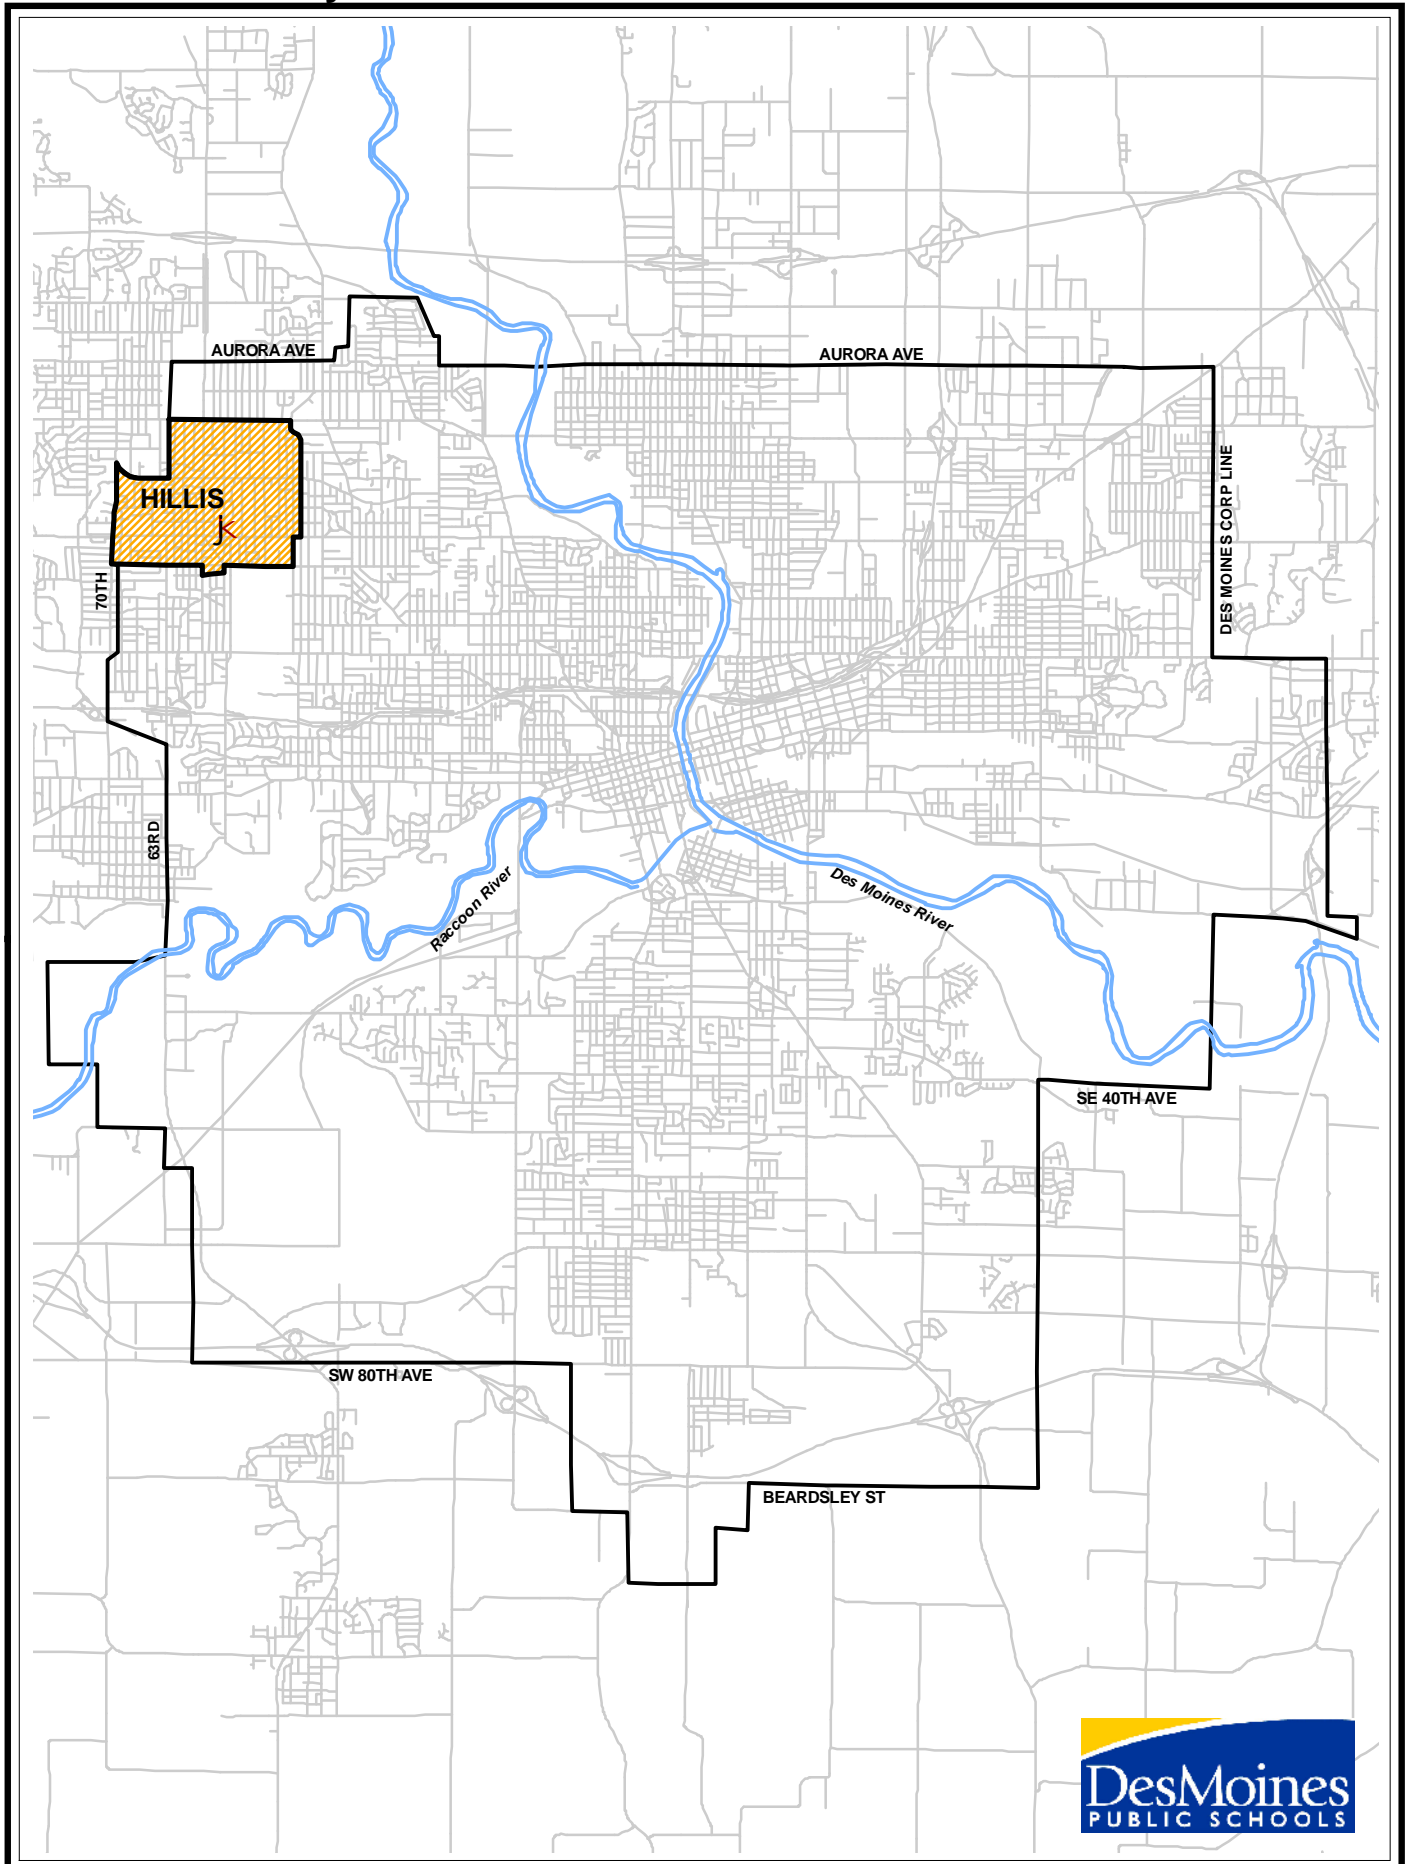 AURORA AVE
AURORA AVE
HILLIS
jk
70TH
DES MOINES CORP LINE
63RD
Raccoon River
Des Moines River
SE 40TH AVE
SW 80TH AVE
BEARDSLEY ST
DesMoines
PUBLIC SCHOOLS